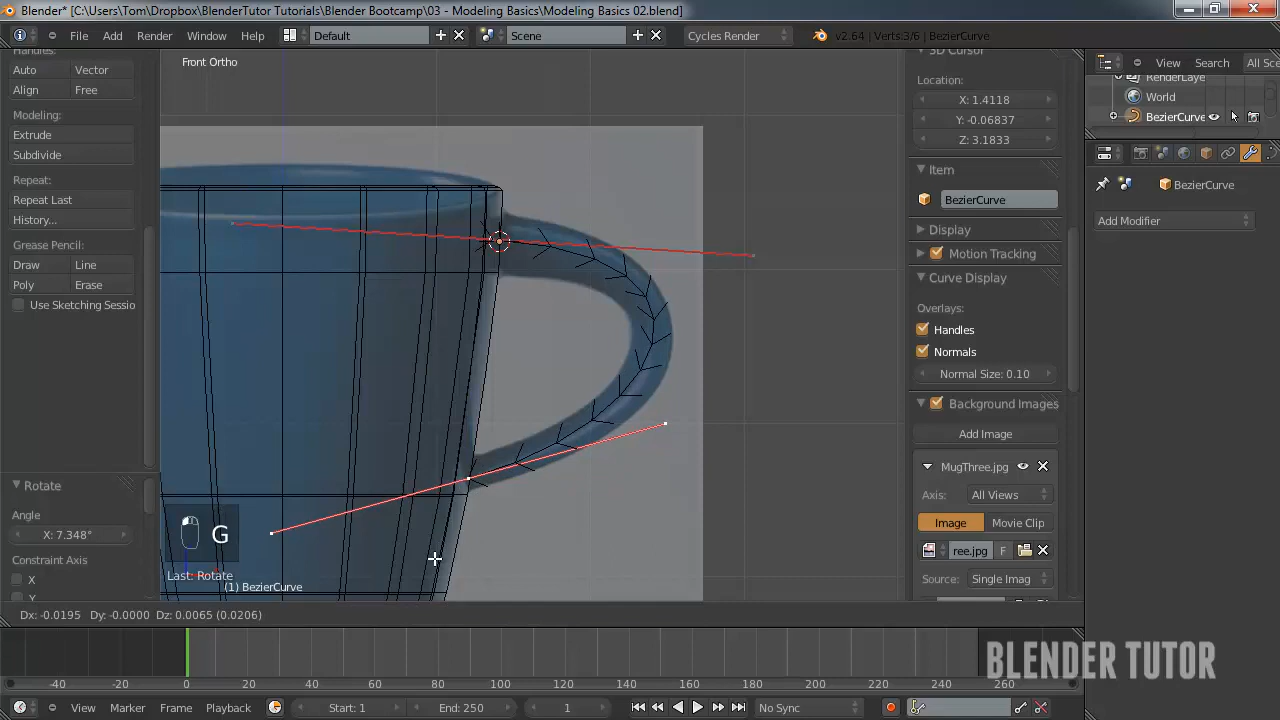 Blender* [C:\Users\Tom\Dropbox\BlenderTutor Tutorials\Blender Bootcamp\03 - Modeling Basics\Modeling Basics 02.blend]
File Add Render Window Help Default Scene Cycles Render v2.64 | Verts:3/6 | BezierCurve
Handles:
Auto Vector
Align Free
Modeling:
Extrude
Subdivide
Repeat:
Repeat Last
History...
Grease Pencil:
Draw Line
Poly Erase
Use Sketching Sessio
Rotate
Angle
X: 7.348°
Constraint Axis
X
Y
Front Ortho
G
Last: Rotate
(1) BezierCurve
Dx: -0.0195 Dy: -0.0000 Dz: 0.0065 (0.0206)
3D Cursor
Location:
X: 1.4118
Y: -0.06837
Z: 3.1833
Item
BezierCurve
Display
Motion Tracking
Curve Display
Overlays:
Handles
Normals
Normal Size: 0.10
Background Images
Add Image
MugThree.jpg
Axis: All Views
Image Movie Clip
ree.jpg F
Source: Single Imag
View Search All Sce
RenderLaye
World
BezierCurve
BezierCurve
Add Modifier
BLENDER TUTOR
-40 -20 0 20 40 60 80 100 120 140 160 180 200 220 240 260
View Marker Frame Playback Start: 1 End: 250 1 No Sync